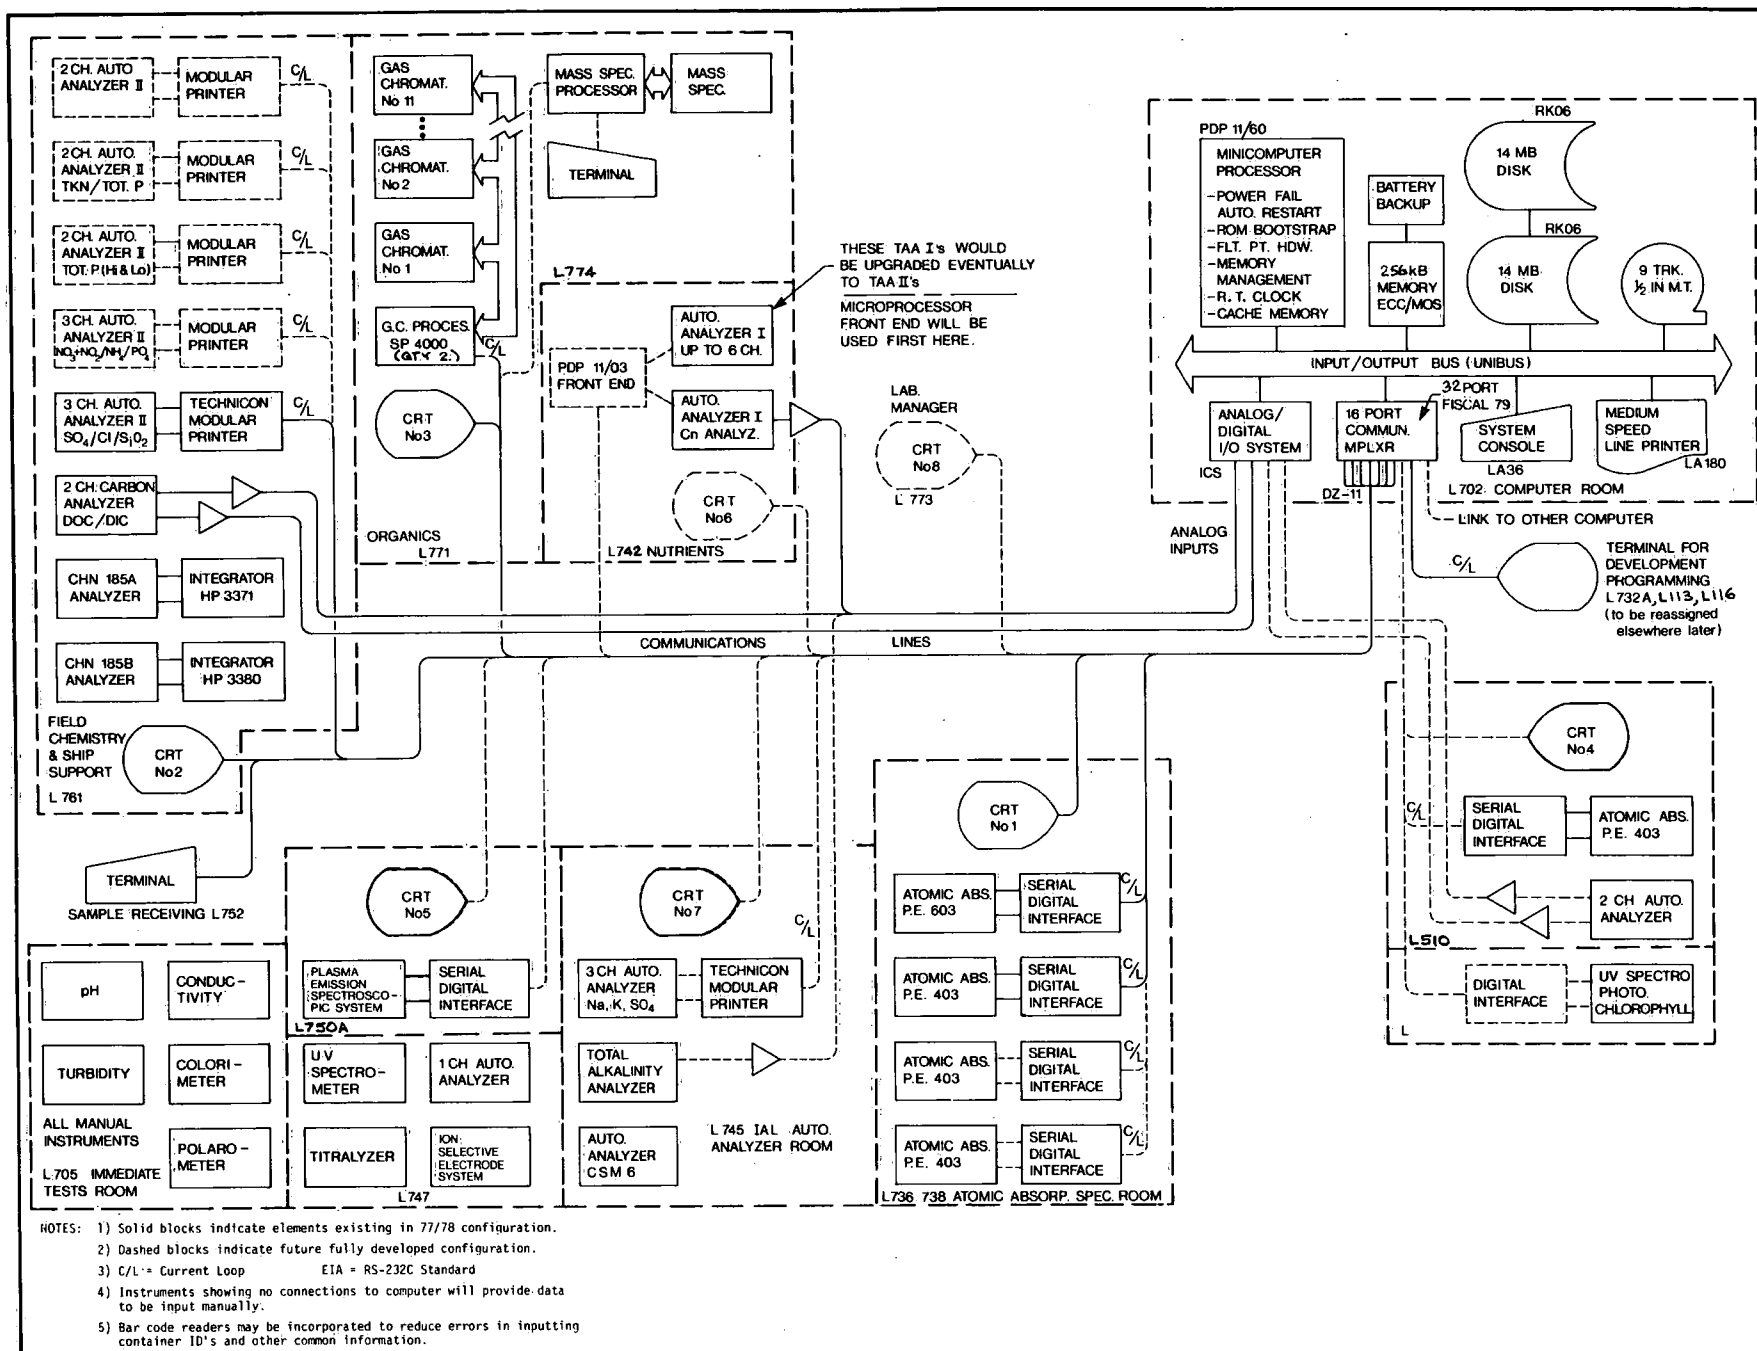 2 CH. AUTO
ANALYZER II
MODULAR
PRINTER
C/L
2 CH. AUTO.
ANALYZER II
TKN/TOT. P
MODULAR
PRINTER
C/L
2 CH. AUTO.
ANALYZER II
TOT. P (Hi & Lo)
MODULAR
PRINTER
C/L
3 CH. AUTO.
ANALYZER II
NO3+NO2/NH4/PO4
MODULAR
PRINTER
C/L
3 CH. AUTO.
ANALYZER II
SO4/Cl/SiO2
TECHNICON
MODULAR
PRINTER
C/L
2 CH. CARBON
ANALYZER
DOC/DIC
CHN 185A
ANALYZER
INTEGRATOR
HP 3371
CHN 185B
ANALYZER
INTEGRATOR
HP 3380
FIELD
CHEMISTRY
& SHIP
SUPPORT
L 761
CRT
No2
TERMINAL
SAMPLE RECEIVING L752
GAS
CHROMAT.
No 11
GAS
CHROMAT.
No 2
GAS
CHROMAT.
No 1
G.C. PROCES.
SP 4000
(QTY 2.)
C/L
CRT
No3
ORGANICS
L771
MASS SPEC.
PROCESSOR
MASS
SPEC.
TERMINAL
L774
PDP 11/03
FRONT END
AUTO.
ANALYZER I
UP TO 6 CH.
AUTO.
ANALYZER I
Cn ANALYZ.
CRT
No6
L742 NUTRIENTS
THESE TAA I's WOULD
BE UPGRADED EVENTUALLY
TO TAA II's
MICROPROCESSOR
FRONT END WILL BE
USED FIRST HERE.
LAB.
MANAGER
CRT
No8
L 773
PDP 11/60
MINICOMPUTER
PROCESSOR
-POWER FAIL
AUTO. RESTART
-ROM BOOTSTRAP
-FLT. PT. HDW.
-MEMORY
MANAGEMENT
-R. T. CLOCK
-CACHE MEMORY
BATTERY
BACKUP
256kB
MEMORY
ECC/MOS
RK06
14 MB
DISK
RK06
14 MB
DISK
9 TRK.
1/2 IN M.T.
INPUT/OUTPUT BUS (UNIBUS)
ANALOG/
DIGITAL
I/O SYSTEM
ICS
16 PORT
COMMUN.
MPLXR
32 PORT
FISCAL 79
DZ-11
SYSTEM
CONSOLE
LA36
MEDIUM
SPEED
LINE PRINTER
LA180
L702 COMPUTER ROOM
LINK TO OTHER COMPUTER
ANALOG
INPUTS
C/L
TERMINAL FOR
DEVELOPMENT
PROGRAMMING
L732A, L113, L116
(to be reassigned
elsewhere later)
COMMUNICATIONS LINES
CRT
No4
C/L
SERIAL
DIGITAL
INTERFACE
ATOMIC ABS.
P.E. 403
2 CH AUTO.
ANALYZER
L510
DIGITAL
INTERFACE
UV SPECTRO
PHOTO.
CHLOROPHYLL
L
CRT
No5
PLASMA
EMISSION
SPECTROSCO-
PIC SYSTEM
SERIAL
DIGITAL
INTERFACE
L750A
UV
SPECTRO-
METER
1 CH AUTO.
ANALYZER
TITRALYZER
ION
SELECTIVE
ELECTRODE
SYSTEM
L747
CRT
No7
C/L
3 CH AUTO.
ANALYZER
Na, K, SO4
TECHNICON
MODULAR
PRINTER
TOTAL
ALKALINITY
ANALYZER
AUTO.
ANALYZER
CSM 6
L 745 IAL AUTO.
ANALYZER ROOM
CRT
No1
ATOMIC ABS.
P.E. 603
SERIAL
DIGITAL
INTERFACE
C/L
ATOMIC ABS.
P.E. 403
SERIAL
DIGITAL
INTERFACE
C/L
ATOMIC ABS.
P.E. 403
SERIAL
DIGITAL
INTERFACE
C/L
ATOMIC ABS.
P.E. 403
SERIAL
DIGITAL
INTERFACE
C/L
L736 738 ATOMIC ABSORP. SPEC. ROOM
pH
CONDUC-
TIVITY
TURBIDITY
COLORI-
METER
ALL MANUAL
INSTRUMENTS
POLARO-
METER
L705 IMMEDIATE
TESTS ROOM
NOTES: 1) Solid blocks indicate elements existing in 77/78 configuration.
2) Dashed blocks indicate future fully developed configuration.
3) C/L = Current Loop EIA = RS-232C Standard
4) Instruments showing no connections to computer will provide data
to be input manually.
5) Bar code readers may be incorporated to reduce errors in inputting
container ID's and other common information.